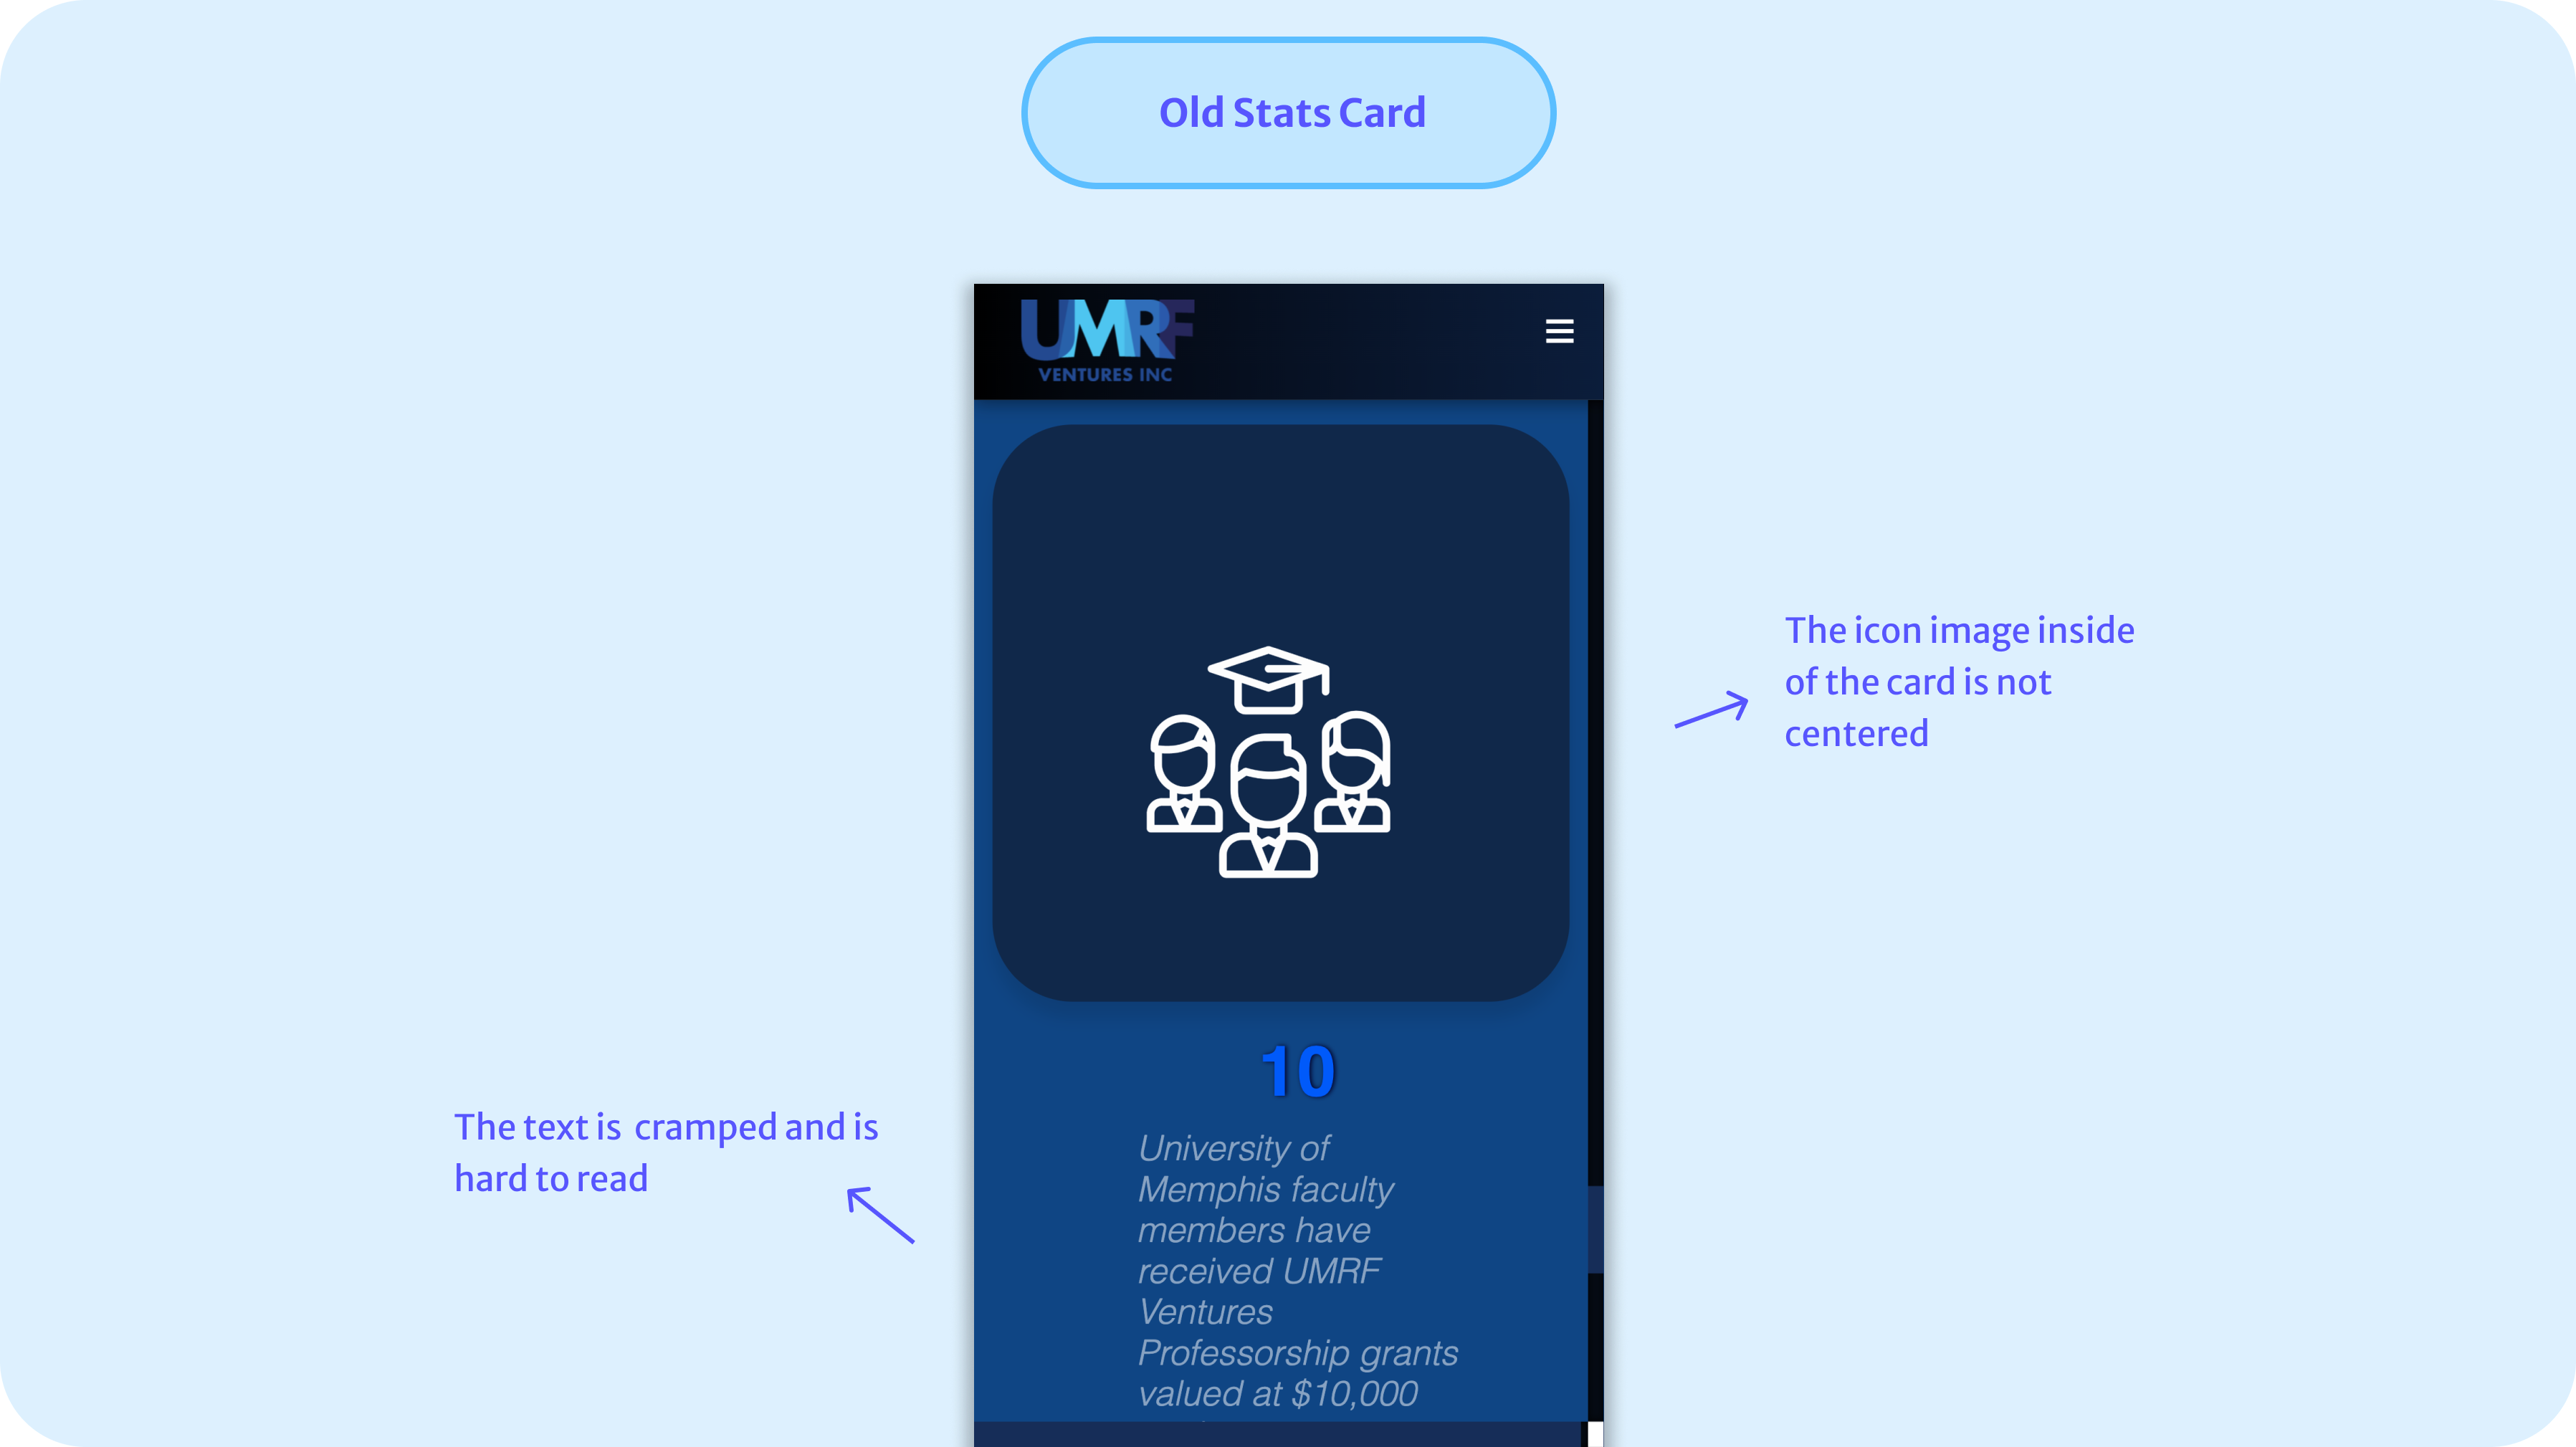 Old Stats Card
UMRF
VENTURES INC
The icon image inside
of the card is not
centered
10
The text is cramped and is
hard to read
University of
Memphis faculty
members have
received UMRF
Ventures
Professorship grants
valued at $10,000